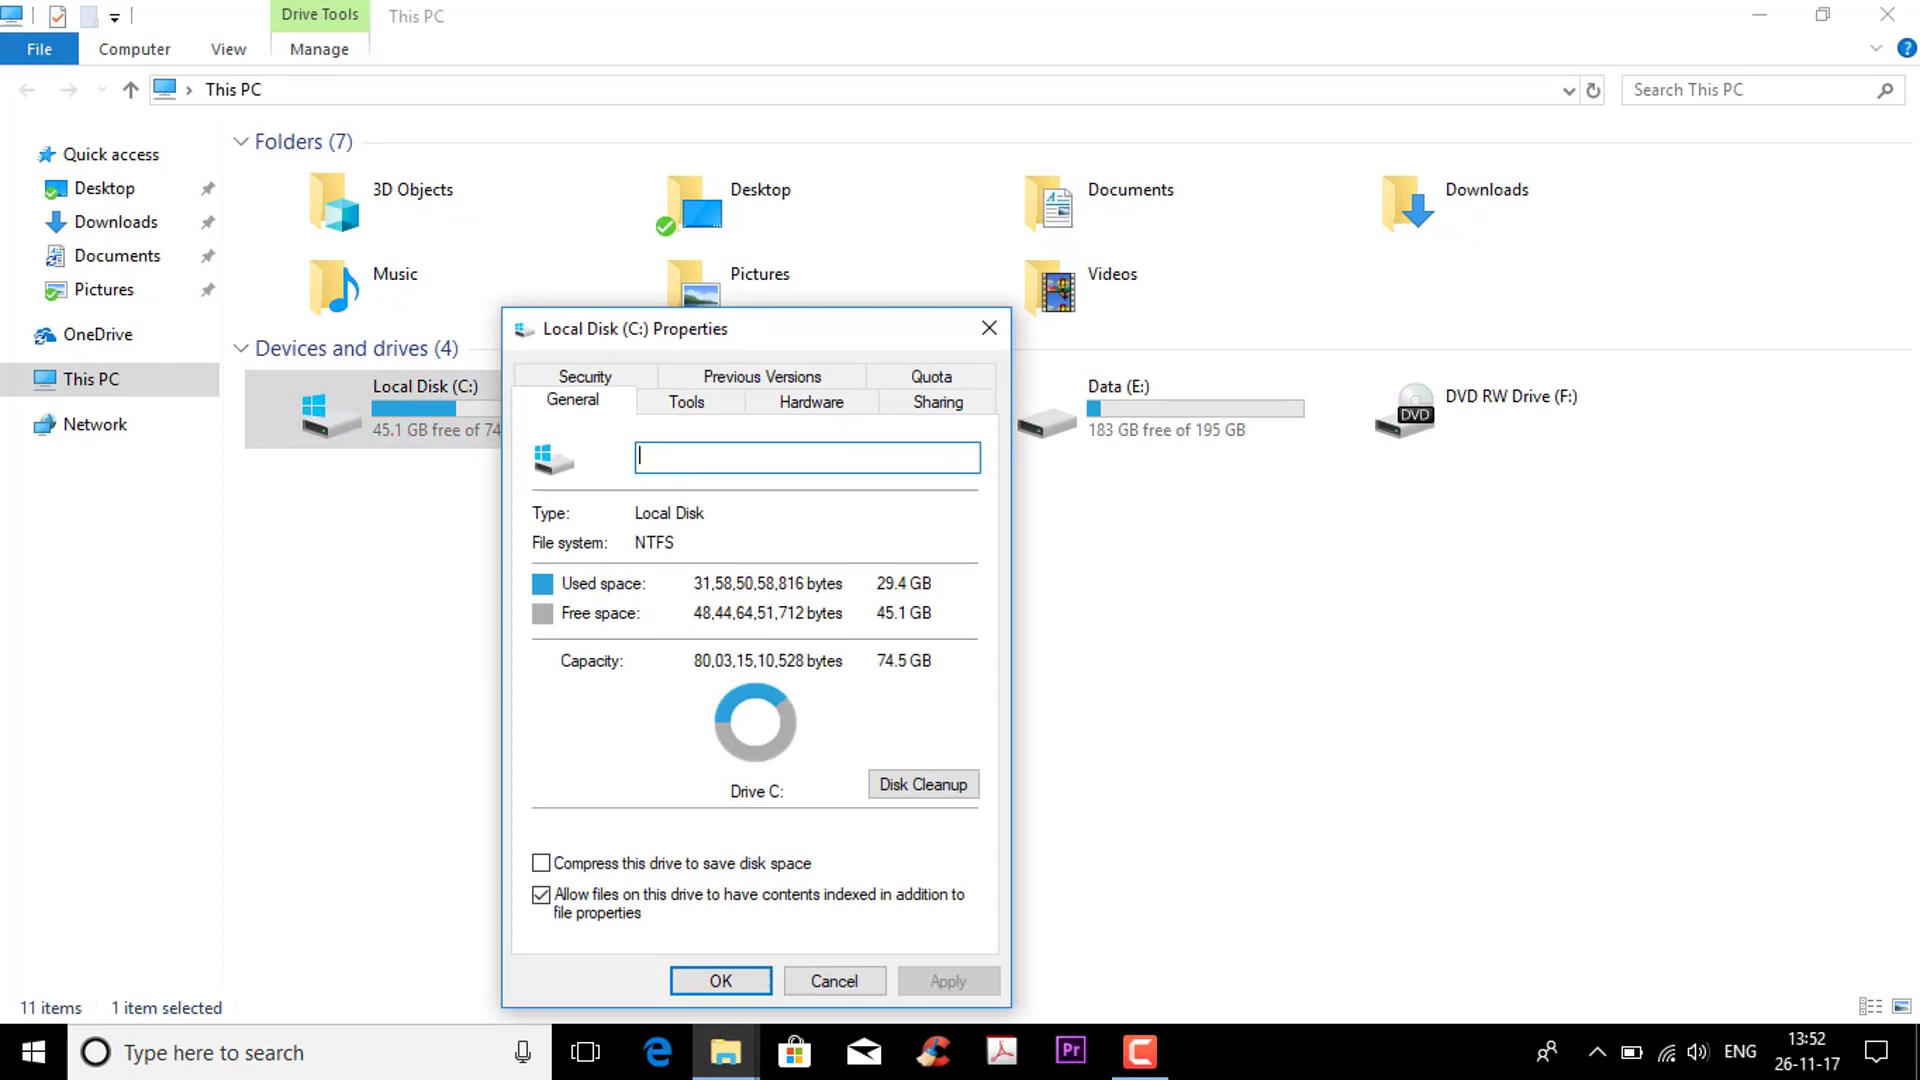 Drive Tools
This PC
File
Computer
View
Manage
This PC
Search This PC
Quick access
Desktop
Downloads
Documents
Pictures
OneDrive
This PC
Network
Folders (7)
3D Objects
Desktop
Documents
Downloads
Music
Pictures
Videos
Devices and drives (4)
Local Disk (C:)
45.1 GB free of 74
Data (E:)
183 GB free of 195 GB
DVD RW Drive (F:)
DVD
Local Disk (C:) Properties
Security
Previous Versions
Quota
General
Tools
Hardware
Sharing
Type: Local Disk
File system: NTFS
Used space: 31,58,50,58,816 bytes 29.4 GB
Free space: 48,44,64,51,712 bytes 45.1 GB
Capacity: 80,03,15,10,528 bytes 74.5 GB
Drive C:
Disk Cleanup
Compress this drive to save disk space
Allow files on this drive to have contents indexed in addition to
file properties
OK
Cancel
Apply
11 items
1 item selected
Type here to search
Pr
ENG
13:52
26-11-17